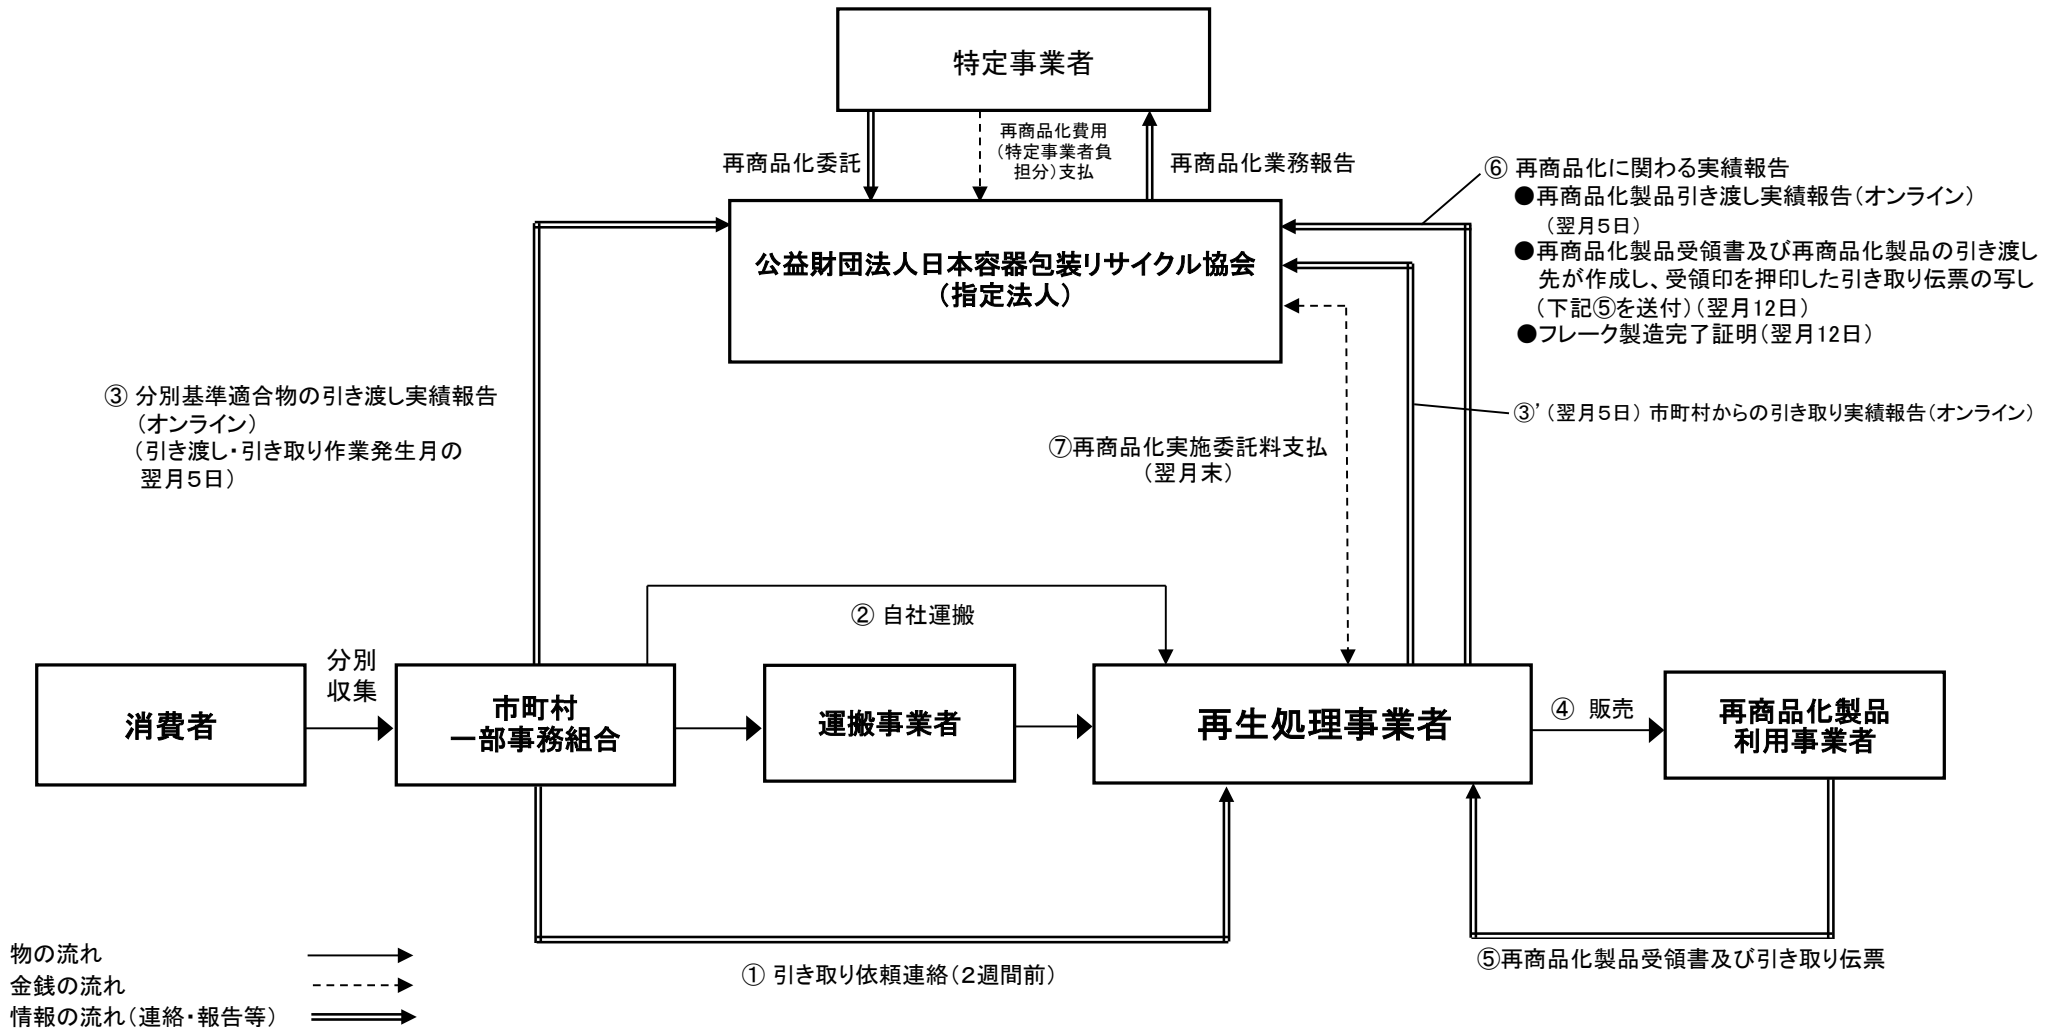 特定事業者
再商品化委託
再商品化費用
(特定事業者負
担分)支払
再商品化業務報告
公益財団法人日本容器包装リサイクル協会
(指定法人)
⑥ 再商品化に関わる実績報告
●再商品化製品引き渡し実績報告(オンライン)
(翌月5日)
●再商品化製品受領書及び再商品化製品の引き渡し
先が作成し、受領印を押印した引き取り伝票の写し
(下記⑤を送付)(翌月12日)
●フレーク製造完了証明(翌月12日)
③ 分別基準適合物の引き渡し実績報告
(オンライン)
(引き渡し・引き取り作業発生月の
翌月5日)
③'(翌月5日) 市町村からの引き取り実績報告(オンライン)
⑦再商品化実施委託料支払
(翌月末)
② 自社運搬
消費者
分別
収集
市町村
一部事務組合
運搬事業者
再生処理事業者
④ 販売
再商品化製品
利用事業者
① 引き取り依頼連絡(2週間前)
⑤再商品化製品受領書及び引き取り伝票
物の流れ
金銭の流れ
情報の流れ(連絡・報告等)